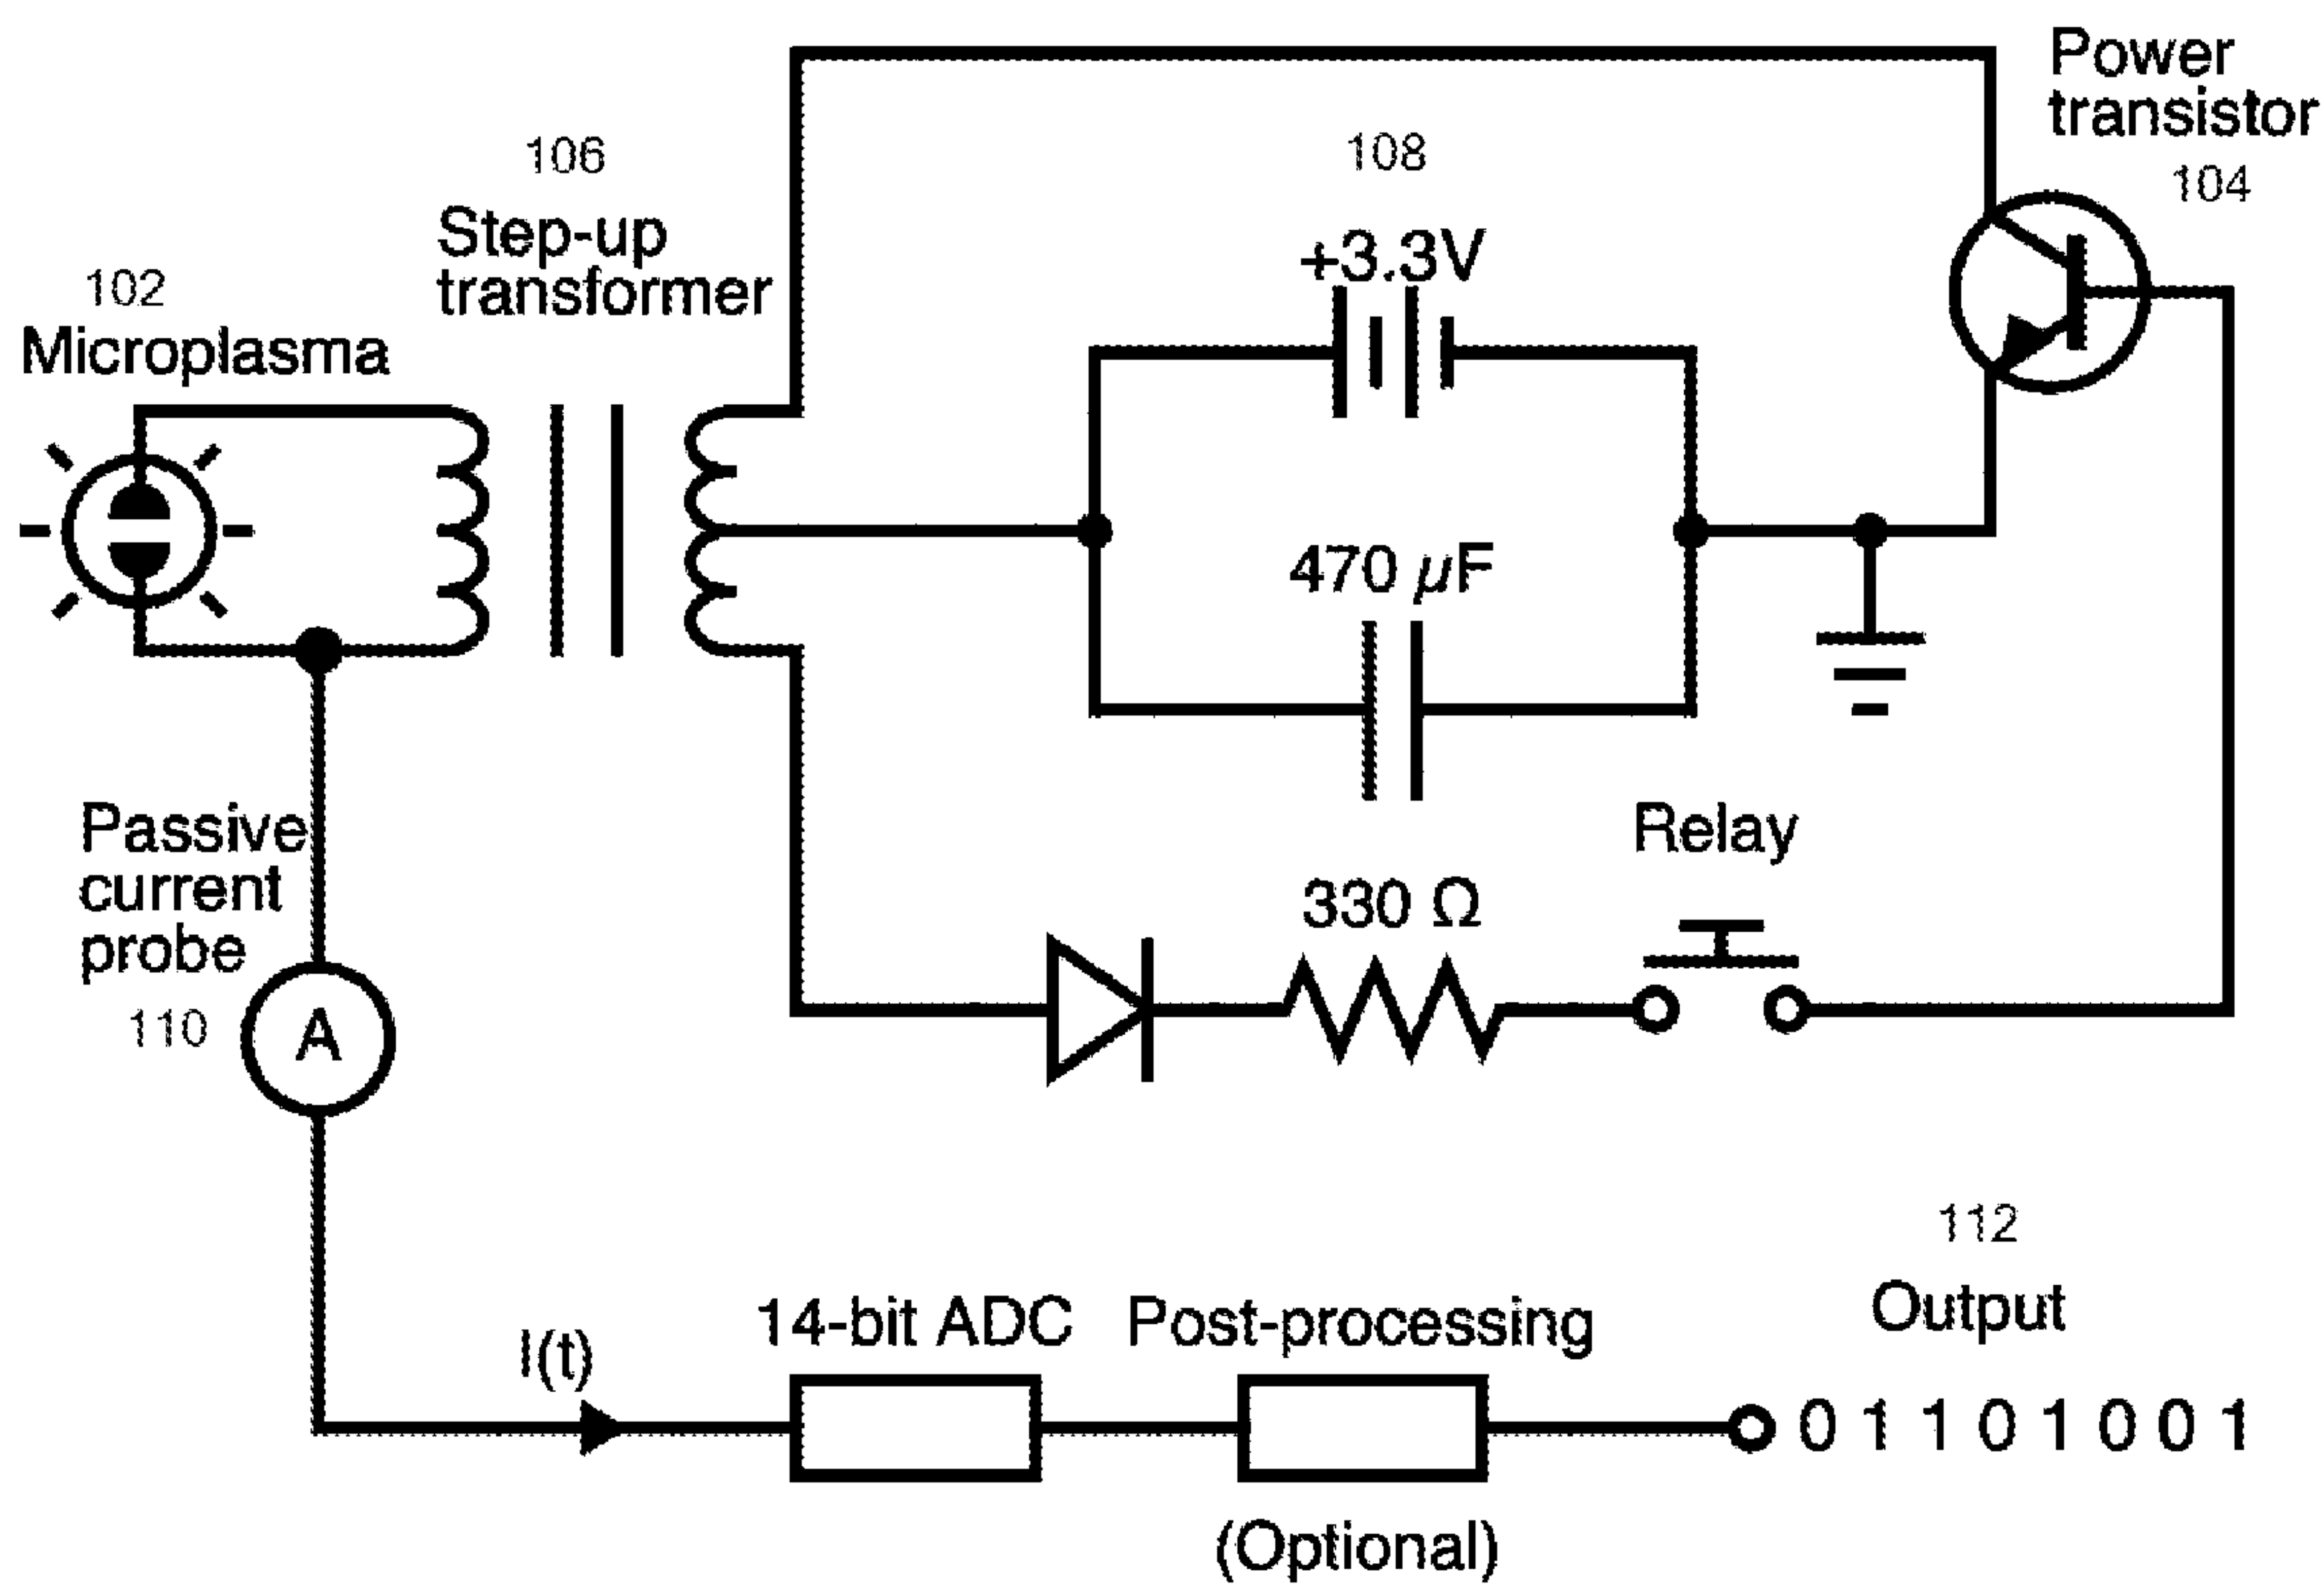 Power
transistor
104
106
Step-up
transformer
108
+3.3V
102
Microplasma
470 μF
Passive
current
probe
110
A
330 Ω
Relay
I(t)
14-bit ADC
Post-processing
(Optional)
112
Output
0 1 1 0 1 0 0 1